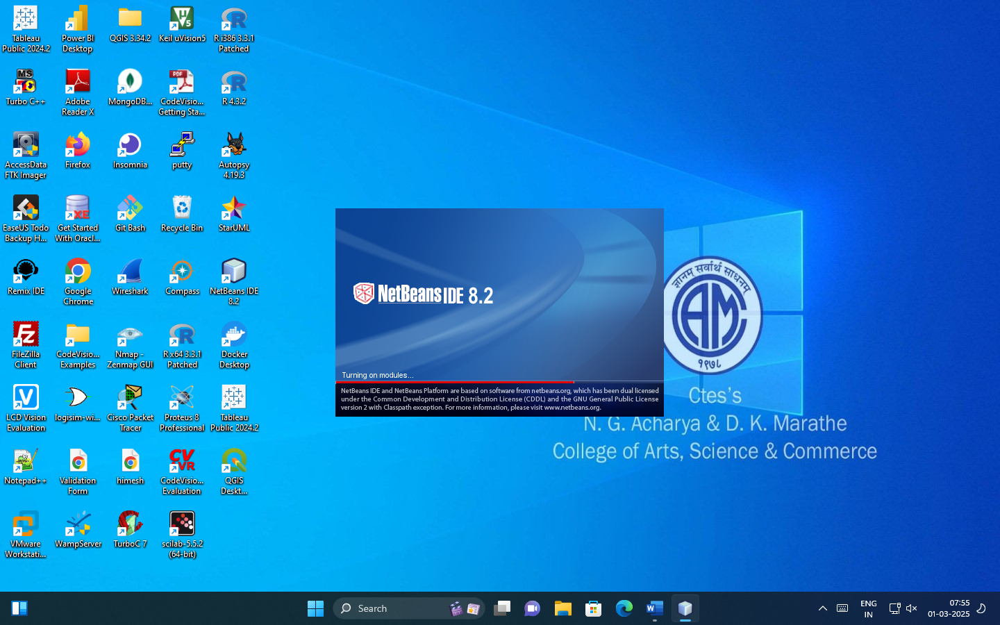 Tableau
Public 2024.2
Power BI
Desktop
QGIS 3.34.2
Keil uVision5
R i386 3.3.1
Patched
Turbo C++
Adobe
Reader X
MongoDB...
CodeVisio...
Getting Sta...
R 4.3.2
AccessData
FTK Imager
Firefox
Insomnia
putty
Autopsy
4.19.3
EaseUS Todo
Backup H...
Get Started
With Oracl...
Git Bash
Recycle Bin
StarUML
Remix IDE
Google
Chrome
Wireshark
Compass
NetBeans IDE
8.2
FileZilla
Client
CodeVisio...
Examples
Nmap -
Zenmap GUI
R x64 3.3.1
Patched
Docker
Desktop
LCD Vision
Evaluation
logisim-wi...
Cisco Packet
Tracer
Proteus 8
Professional
Tableau
Public 2024.2
Notepad++
Validation
Form
himesh
CodeVisio...
Evaluation
QGIS
Deskt...
VMware
Workstati...
WampServer
TurboC 7
scilab-5.5.2
(64-bit)
NetBeans IDE 8.2
Turning on modules...
NetBeans IDE and NetBeans Platform are based on software from netbeans.org, which has been dual licensed
under the Common Development and Distribution License (CDDL) and the GNU General Public License
version 2 with Classpath exception. For more information, please visit www.netbeans.org.
ज्ञानम् सर्वार्थ साधनम्
ACM
१९७८
Ctes's
N. G. Acharya & D. K. Marathe
College of Arts, Science & Commerce
Search
ENG
IN
07:55
01-03-2025